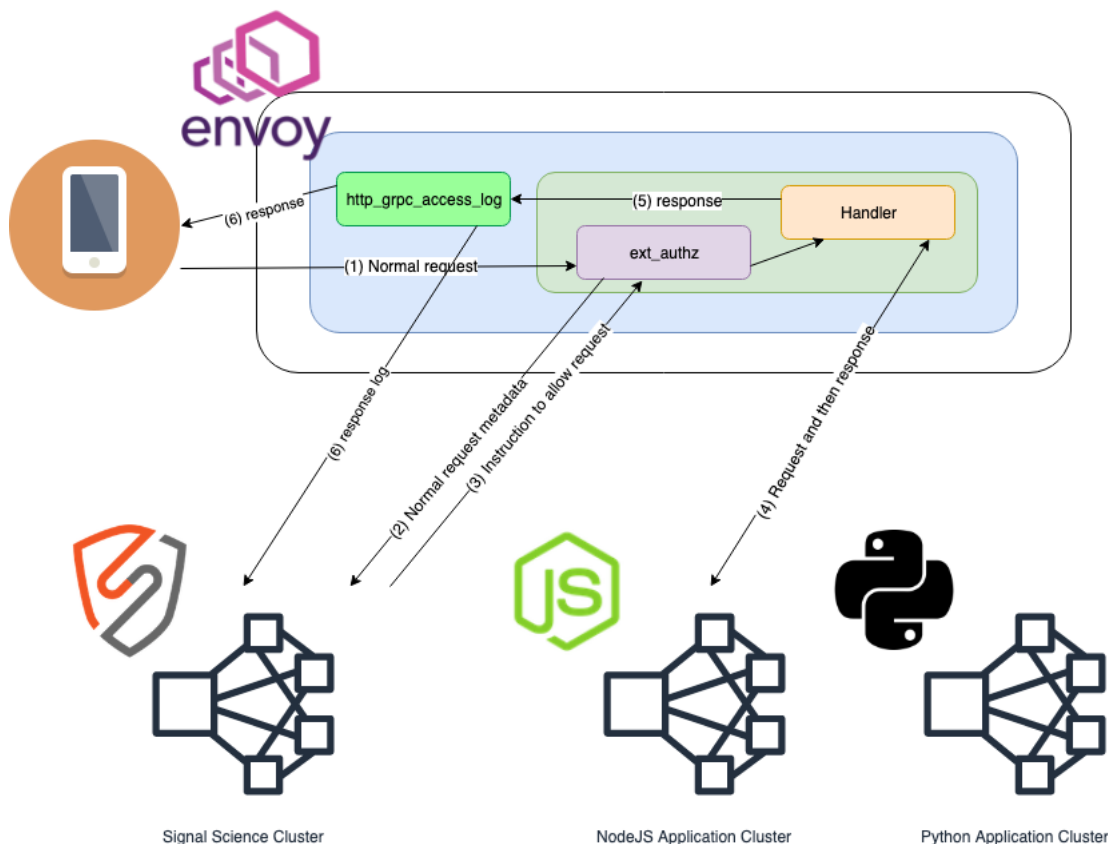 envoy
http_grpc_access_log
(5) response
Handler
(6) response
ext_authz
(1) Normal request
(6) response log
(2) Normal request metadata
(3) Instruction to allow request
(4) Request and then response
JS
Signal Science Cluster
NodeJS Application Cluster
Python Application Cluster